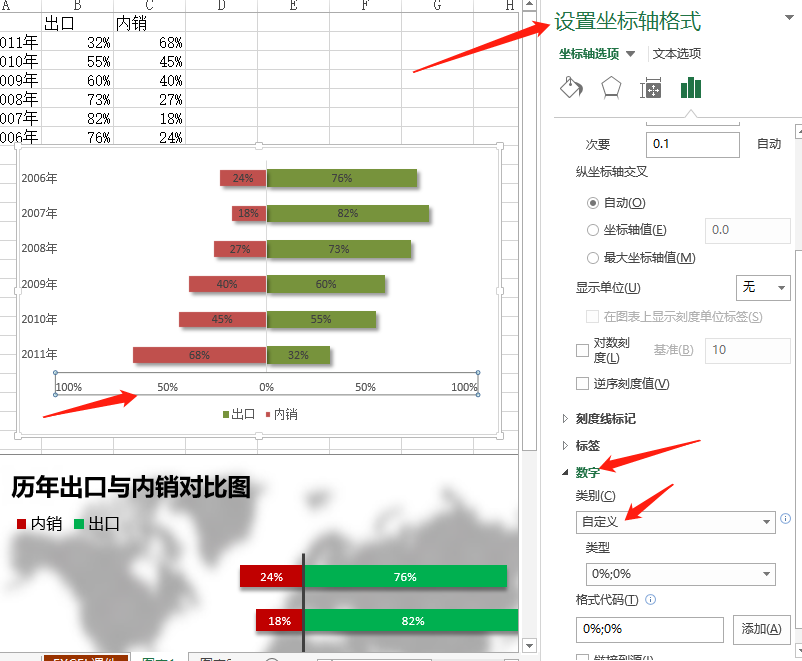 A B C D E F G H
出口 内销
011年 32% 68%
010年 55% 45%
009年 60% 40%
008年 73% 27%
007年 82% 18%
006年 76% 24%
2006年 24% 76%
2007年 18% 82%
2008年 27% 73%
2009年 40% 60%
2010年 45% 55%
2011年 68% 32%
100% 50% 0% 50% 100%
出口 内销
历年出口与内销对比图
内销 出口
24% 76%
18% 82%
设置坐标轴格式
坐标轴选项 文本选项
次要 0.1 自动
纵坐标轴交叉
自动(O)
坐标轴值(E) 0.0
最大坐标轴值(M)
显示单位(U) 无
在图表上显示刻度单位标签(S)
对数刻
度(L) 基准(B) 10
逆序刻度值(V)
刻度线标记
标签
数字
类别(C)
自定义
类型
0%;0%
格式代码(T)
0%;0% 添加(A)